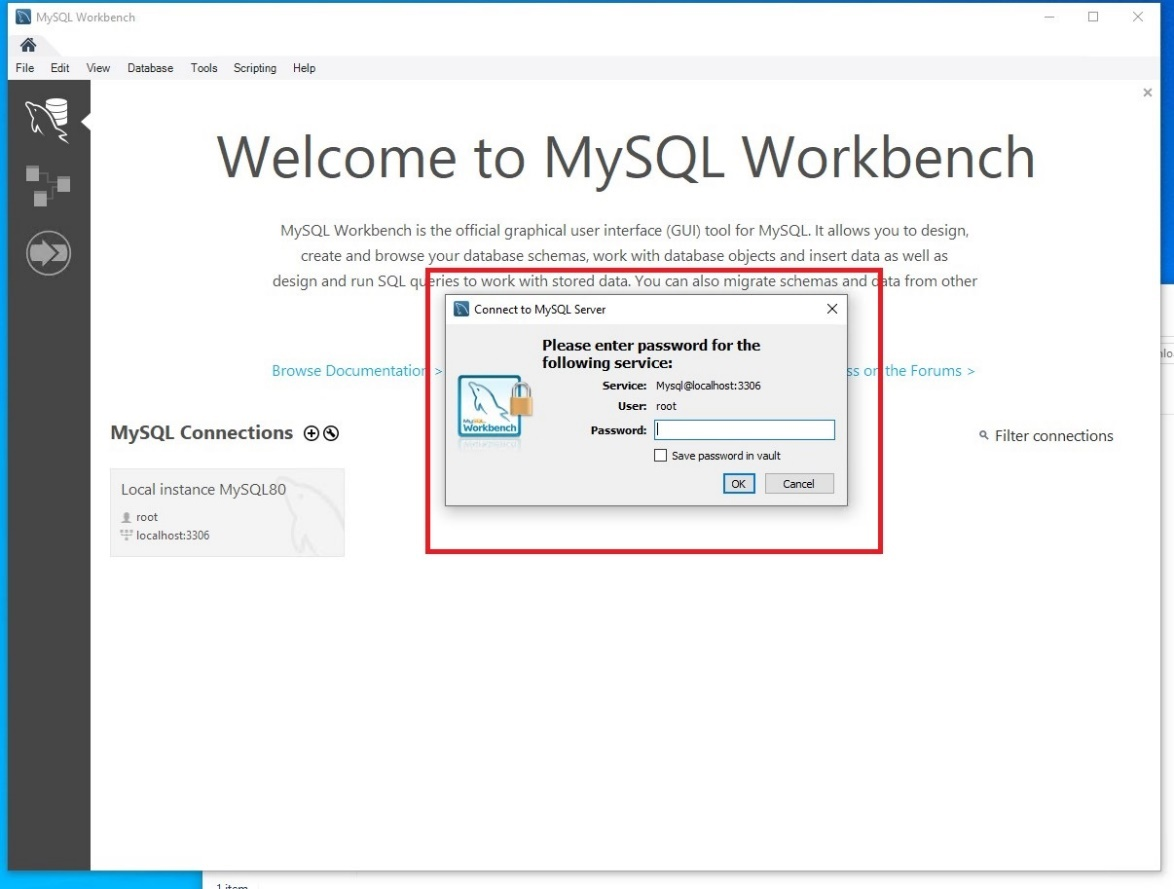 MySQL Workbench
File Edit View Database Tools Scripting Help
Welcome to MySQL Workbench
MySQL Workbench is the official graphical user interface (GUI) tool for MySQL. It allows you to design,
create and browse your database schemas, work with database objects and insert data as well as
design and run SQL queries to work with stored data. You can also migrate schemas and data from other
Connect to MySQL Server
Please enter password for the
following service:
Service: Mysql@localhost:3306
User: root
Password:
Save password in vault
OK Cancel
MySQL
Workbench
Browse Documentation >
on the Forums >
MySQL Connections
Filter connections
Local instance MySQL80
root
localhost:3306